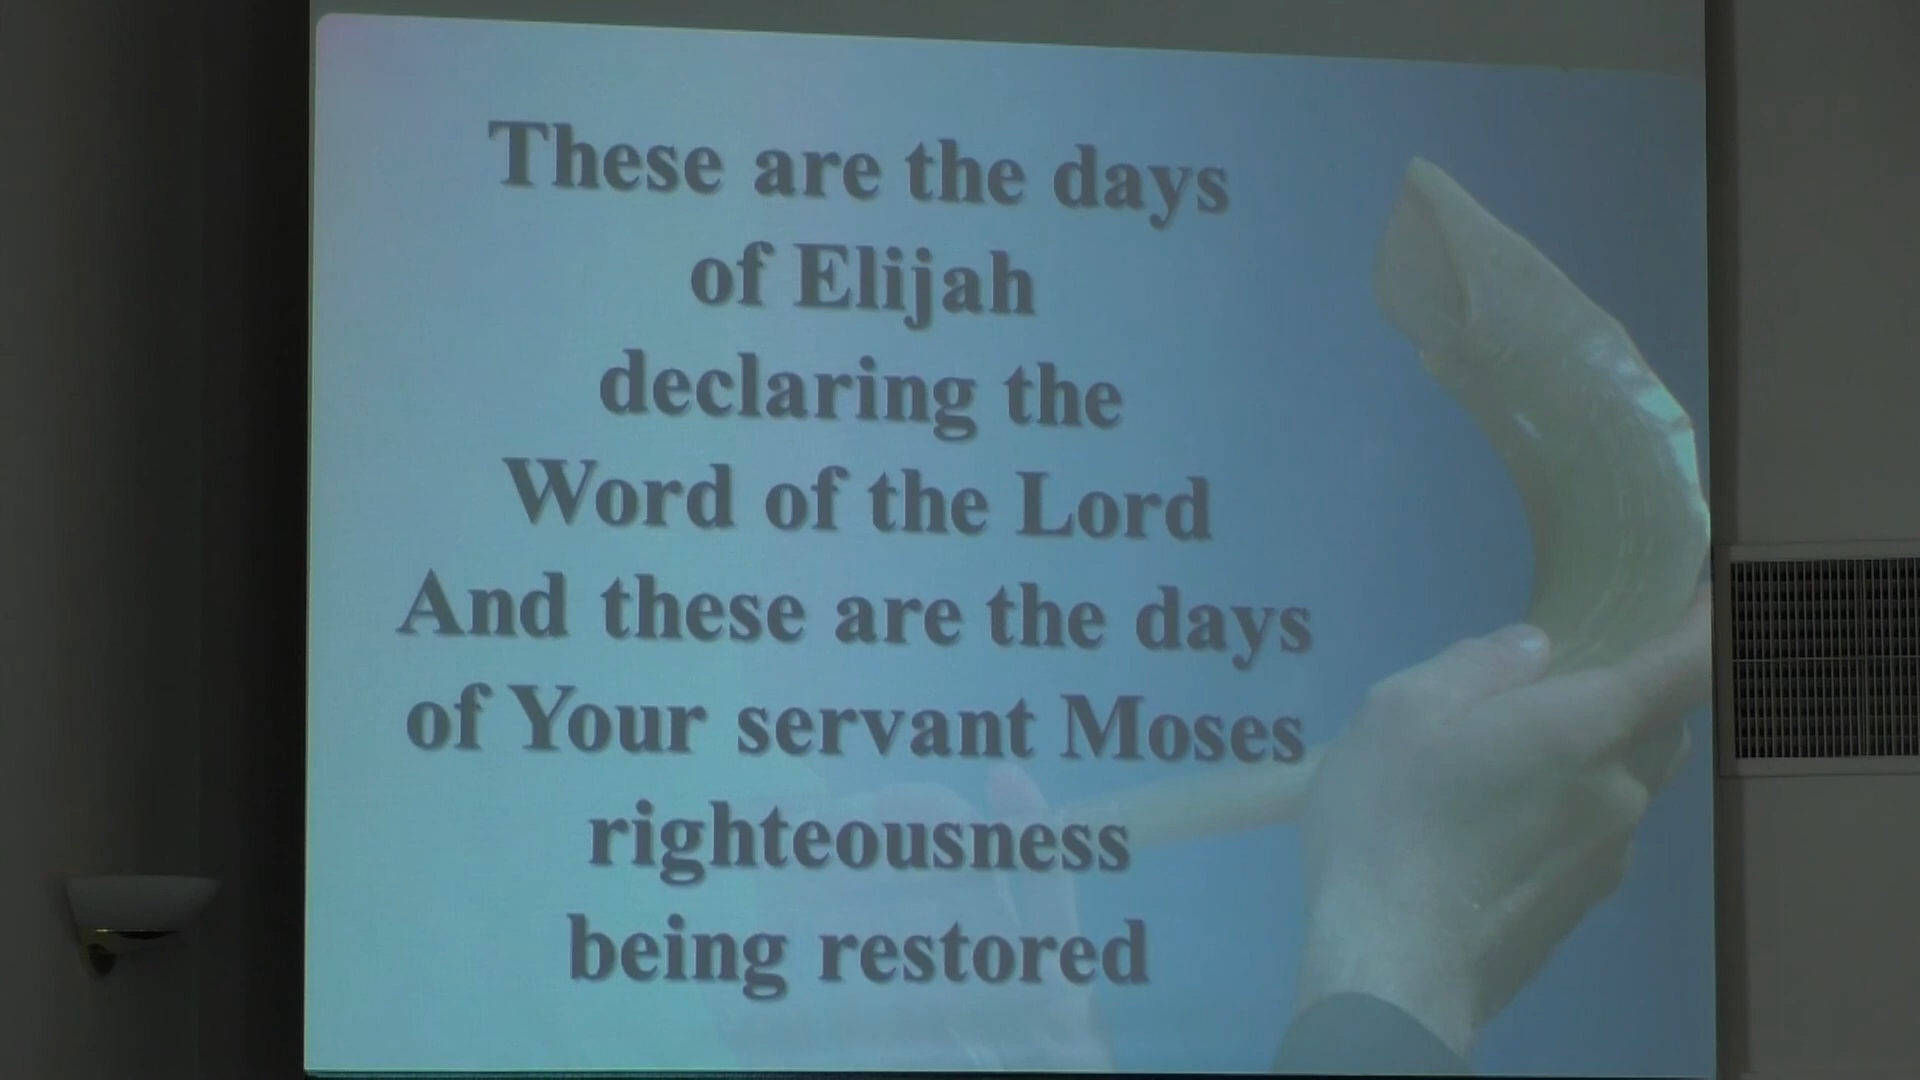 These are the days
of Elijah
declaring the
Word of the Lord
And these are the days
of Your servant Moses
righteousness
being restored